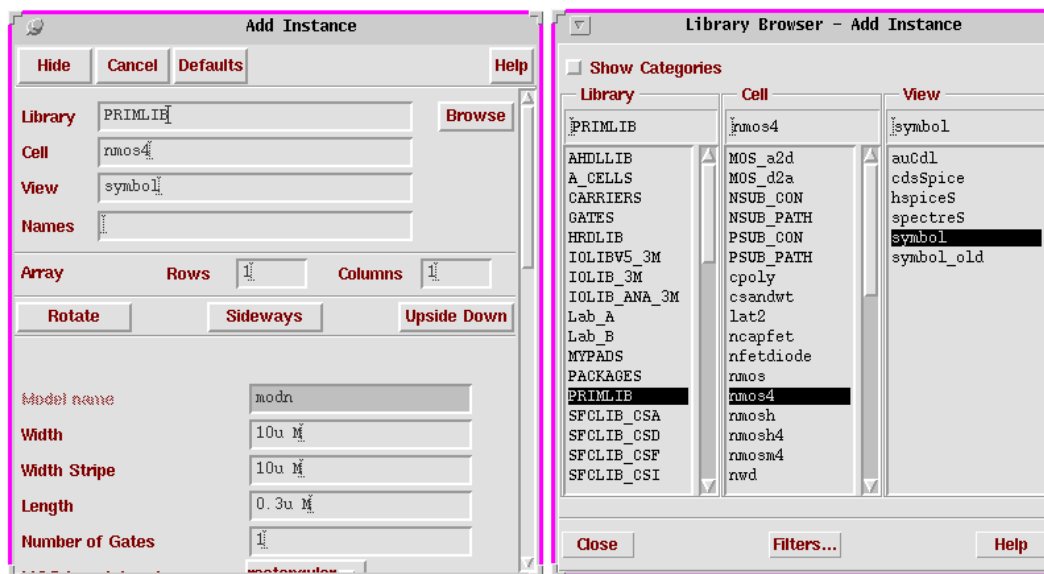 Add Instance
Hide Cancel Defaults Help
Library PRIMLIB Browse
Cell nmos4
View symbol
Names
Array Rows 1 Columns 1
Rotate Sideways Upside Down
Model name modn
Width 10u M
Width Stripe 10u M
Length 0.3u M
Number of Gates 1
rectangular
Library Browser - Add Instance
Show Categories
Library Cell View
PRIMLIB nmos4 symbol
AHDLLIB MOS_a2d auCdl
A_CELLS MOS_d2a cdsSpice
CARRIERS NSUB_CON hspiceS
GATES NSUB_PATH spectreS
HRDLIB PSUB_CON symbol
IOLIBV5_3M PSUB_PATH symbol_old
IOLIB_3M cpoly
IOLIB_ANA_3M csandwt
Lab_A lat2
Lab_B ncapfet
MYPADS nfetdiode
PACKAGES nmos
PRIMLIB nmos4
SFCLIB_CSA nmosh
SFCLIB_CSD nmosh4
SFCLIB_CSF nmosm4
SFCLIB_CSI nwd
Close Filters... Help